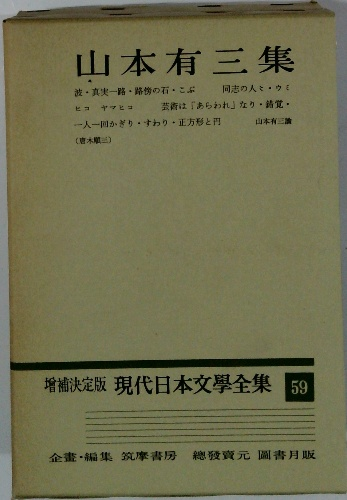 山本有三集
波・真実一路・路傍の石・こぶ　同志の人々・ウミ
ヒコ　ヤマヒコ　芸術は「あらわれ」なり・錯覚・
一人一回かぎり・すわり・正方形と円　山本有三論
（唐木順三）
増補決定版 現代日本文學全集 59
企畫・編集 筑摩書房　總發賣元 圖書月販